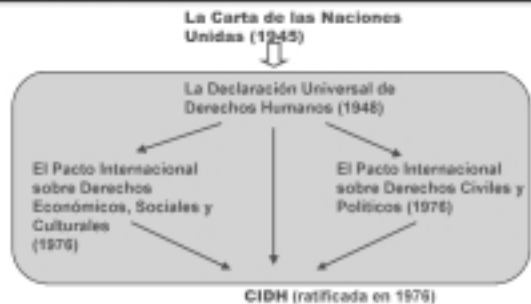 La Carta de las Naciones
Unidas (1945)
La Declaración Universal de
Derechos Humanos (1948)
El Pacto Internacional
sobre Derechos
Económicos, Sociales y
Culturales
(1976)
El Pacto Internacional
sobre Derechos Civiles y
Políticos (1976)
CIDH (ratificada en 1976)